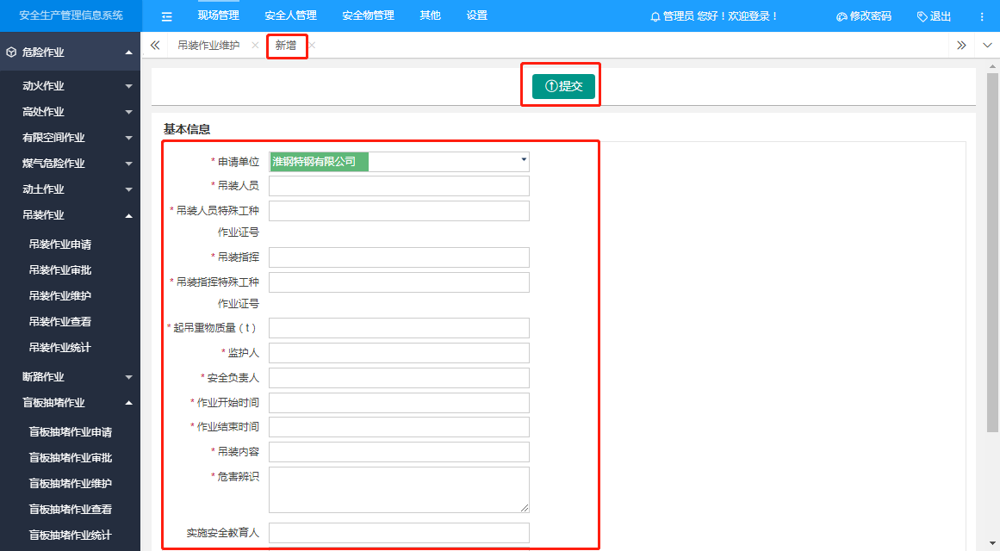 安全生产管理信息系统
现场管理 安全人管理 安全物管理 其他 设置
管理员 您好！欢迎登录！
修改密码 退出
危险作业
动火作业
高处作业
有限空间作业
煤气危险作业
动土作业
吊装作业
吊装作业申请
吊装作业审批
吊装作业维护
吊装作业查看
吊装作业统计
断路作业
盲板抽堵作业
盲板抽堵作业申请
盲板抽堵作业审批
盲板抽堵作业维护
盲板抽堵作业查看
盲板抽堵作业统计
吊装作业维护 × 新增 ×
提交
基本信息
* 申请单位 淮钢特钢有限公司
* 吊装人员
* 吊装人员特殊工种
作业证号
* 吊装指挥
* 吊装指挥特殊工种
作业证号
* 起吊重物质量（t）
* 监护人
* 安全负责人
* 作业开始时间
* 作业结束时间
* 吊装内容
* 危害辨识
实施安全教育人